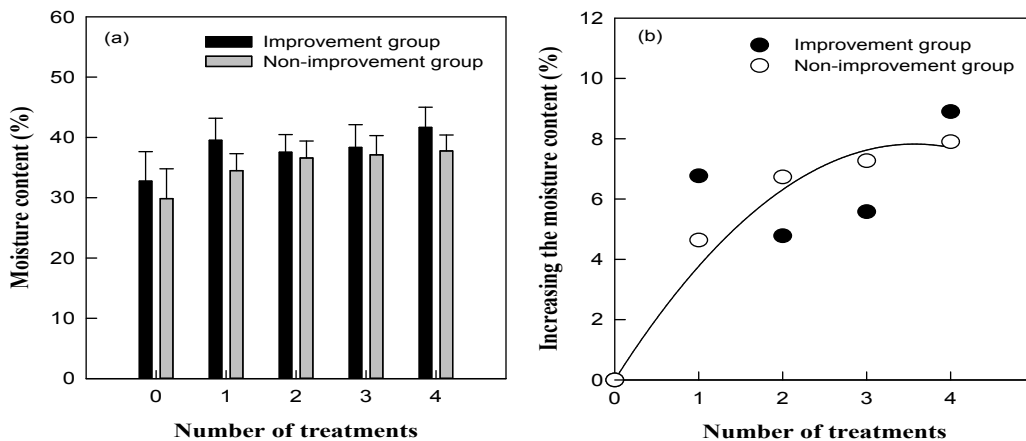 (a)
Improvement group
Non-improvement group
Moisture content (%)
60
50
40
30
20
10
0
0 1 2 3 4
Number of treatments
(b)
Improvement group
Non-improvement group
Increasing the moisture content (%)
12
10
8
6
4
2
0
0 1 2 3 4
Number of treatments